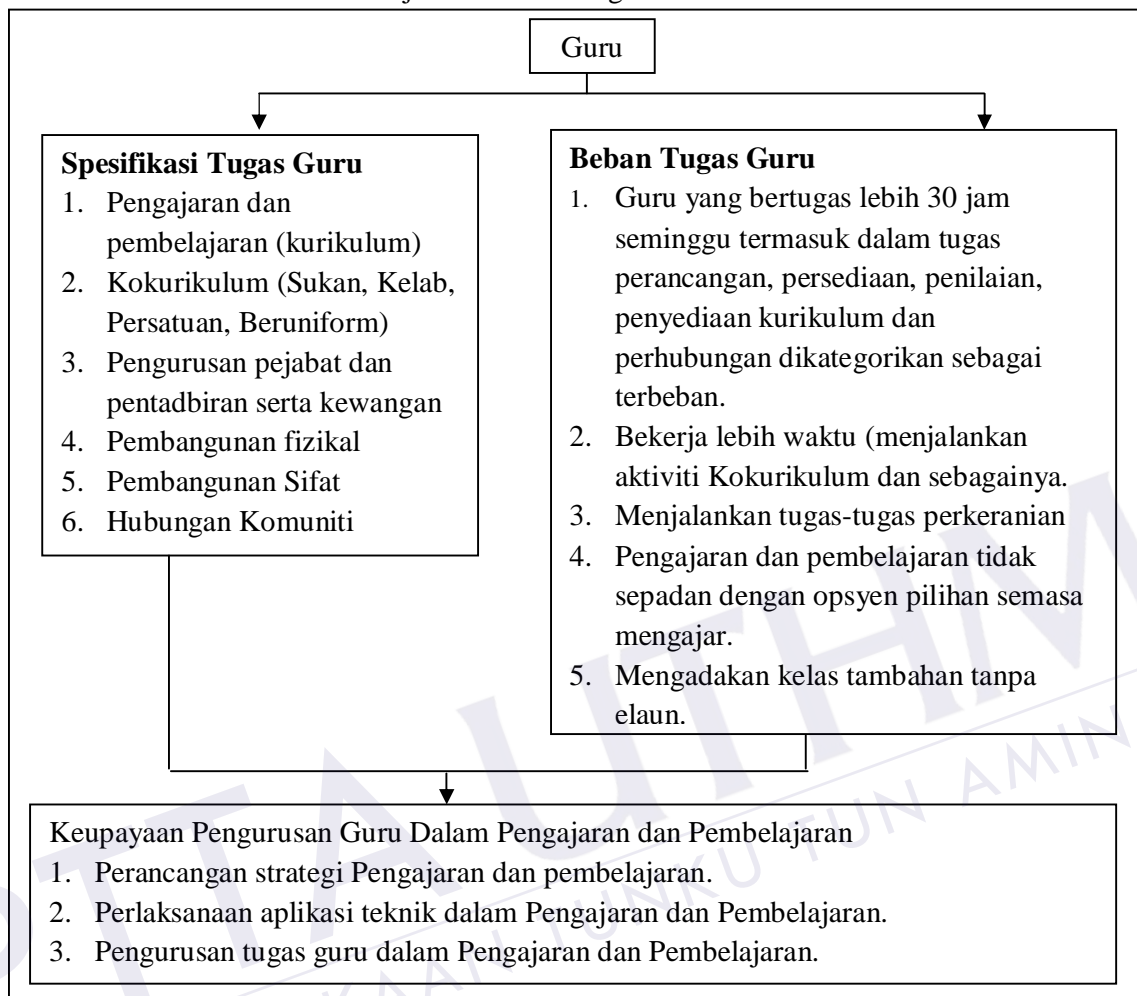 Guru
Spesifikasi Tugas Guru
1. Pengajaran dan
pembelajaran (kurikulum)
2. Kokurikulum (Sukan, Kelab,
Persatuan, Beruniform)
3. Pengurusan pejabat dan
pentadbiran serta kewangan
4. Pembangunan fizikal
5. Pembangunan Sifat
6. Hubungan Komuniti
Beban Tugas Guru
1. Guru yang bertugas lebih 30 jam
seminggu termasuk dalam tugas
perancangan, persediaan, penilaian,
penyediaan kurikulum dan
perhubungan dikategorikan sebagai
terbeban.
2. Bekerja lebih waktu (menjalankan
aktiviti Kokurikulum dan sebagainya.
3. Menjalankan tugas-tugas perkeranian
4. Pengajaran dan pembelajaran tidak
sepadan dengan opsyen pilihan semasa
mengajar.
5. Mengadakan kelas tambahan tanpa
elaun.
Keupayaan Pengurusan Guru Dalam Pengajaran dan Pembelajaran
1. Perancangan strategi Pengajaran dan pembelajaran.
2. Perlaksanaan aplikasi teknik dalam Pengajaran dan Pembelajaran.
3. Pengurusan tugas guru dalam Pengajaran dan Pembelajaran.
PTTA UTHM
TUNKU TUN AMIN